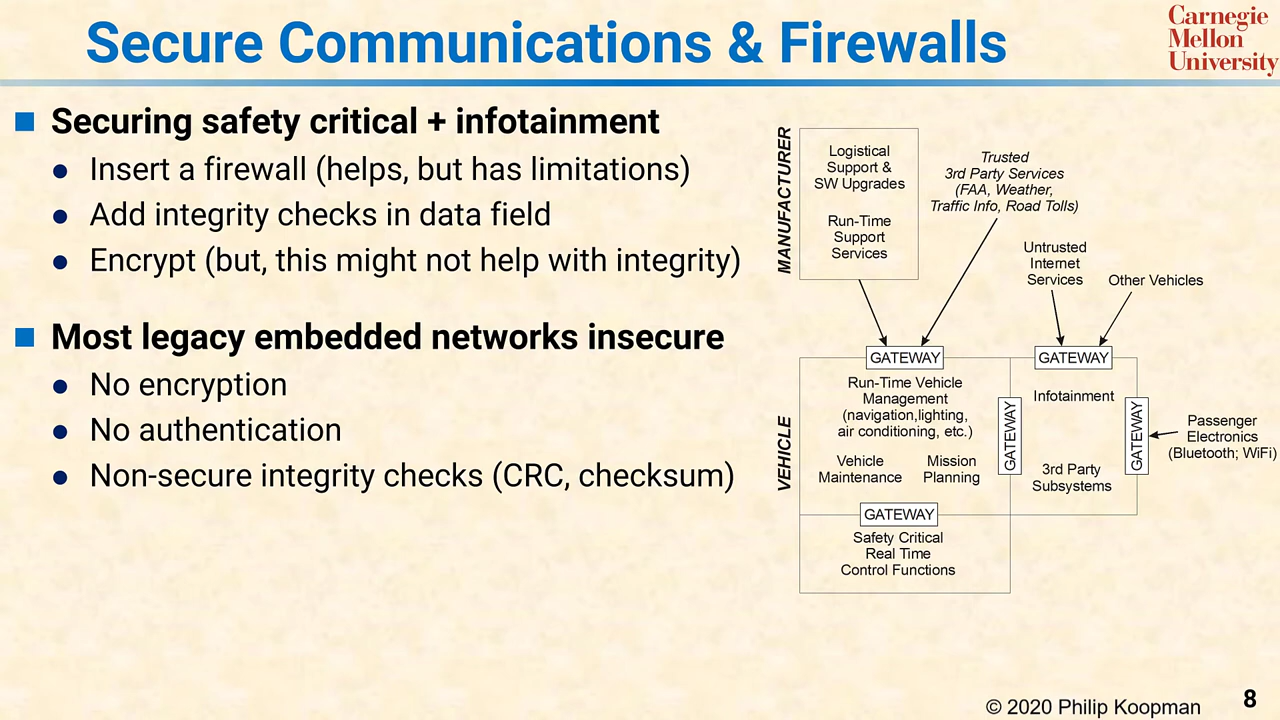 Secure Communications & Firewalls
Carnegie
Mellon
University
Securing safety critical + infotainment
Insert a firewall (helps, but has limitations)
Add integrity checks in data field
Encrypt (but, this might not help with integrity)
Most legacy embedded networks insecure
No encryption
No authentication
Non-secure integrity checks (CRC, checksum)
MANUFACTURER
Logistical
Support &
SW Upgrades
Run-Time
Support
Services
Trusted
3rd Party Services
(FAA, Weather,
Traffic Info, Road Tolls)
Untrusted
Internet
Services
Other Vehicles
VEHICLE
GATEWAY
Run-Time Vehicle
Management
(navigation,lighting,
air conditioning, etc.)
Vehicle
Maintenance
Mission
Planning
GATEWAY
GATEWAY
Infotainment
3rd Party
Subsystems
GATEWAY
Passenger
Electronics
(Bluetooth; WiFi)
GATEWAY
Safety Critical
Real Time
Control Functions
© 2020 Philip Koopman
8